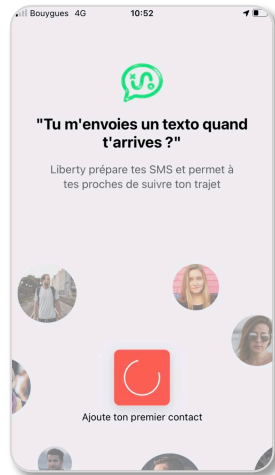 Bouygues 4G 10:52
"Tu m'envoies un texto quand
t'arrives ?"
Liberty prépare tes SMS et permet à
tes proches de suivre ton trajet
Ajoute ton premier contact